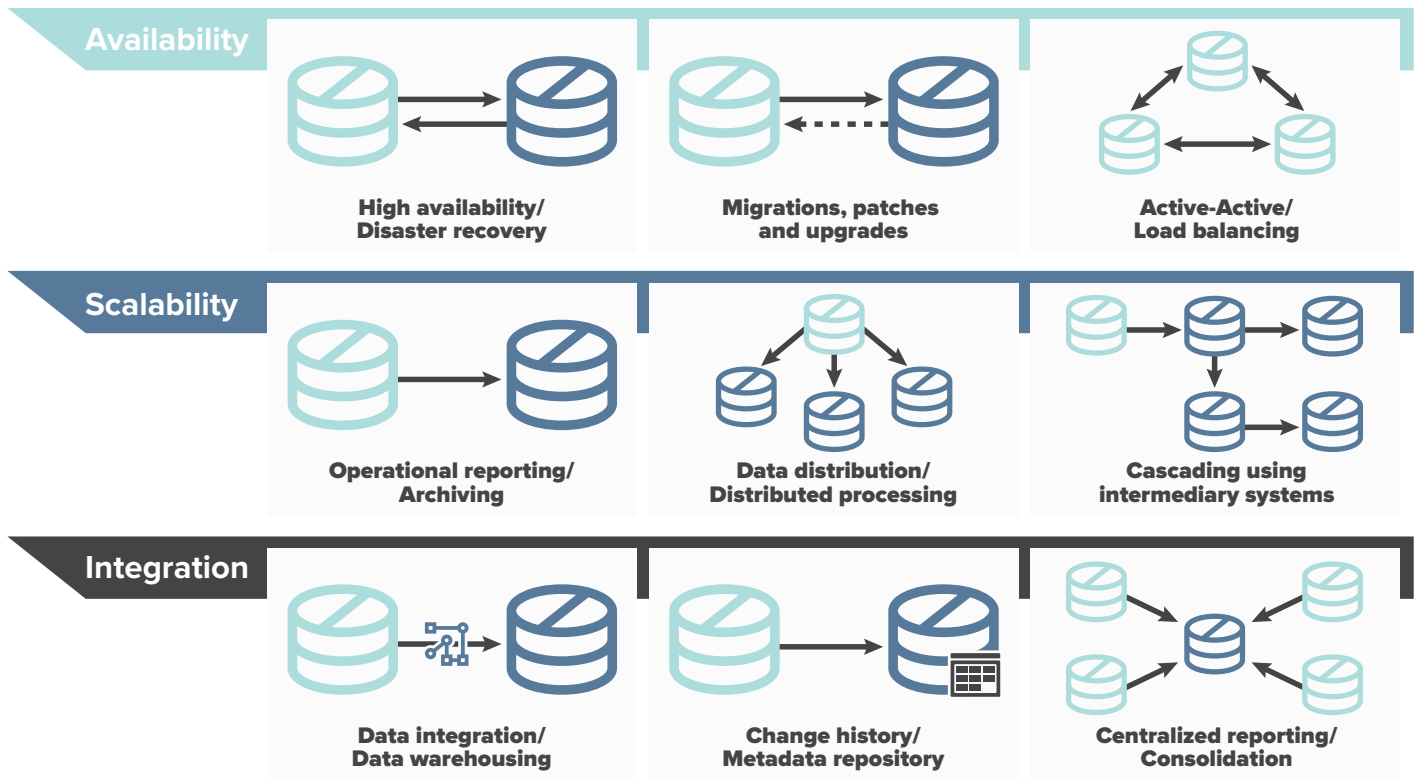 Availability
High availability/
Disaster recovery
Migrations, patches
and upgrades
Active-Active/
Load balancing
Scalability
Operational reporting/
Archiving
Data distribution/
Distributed processing
Cascading using
intermediary systems
Integration
Data integration/
Data warehousing
Change history/
Metadata repository
Centralized reporting/
Consolidation